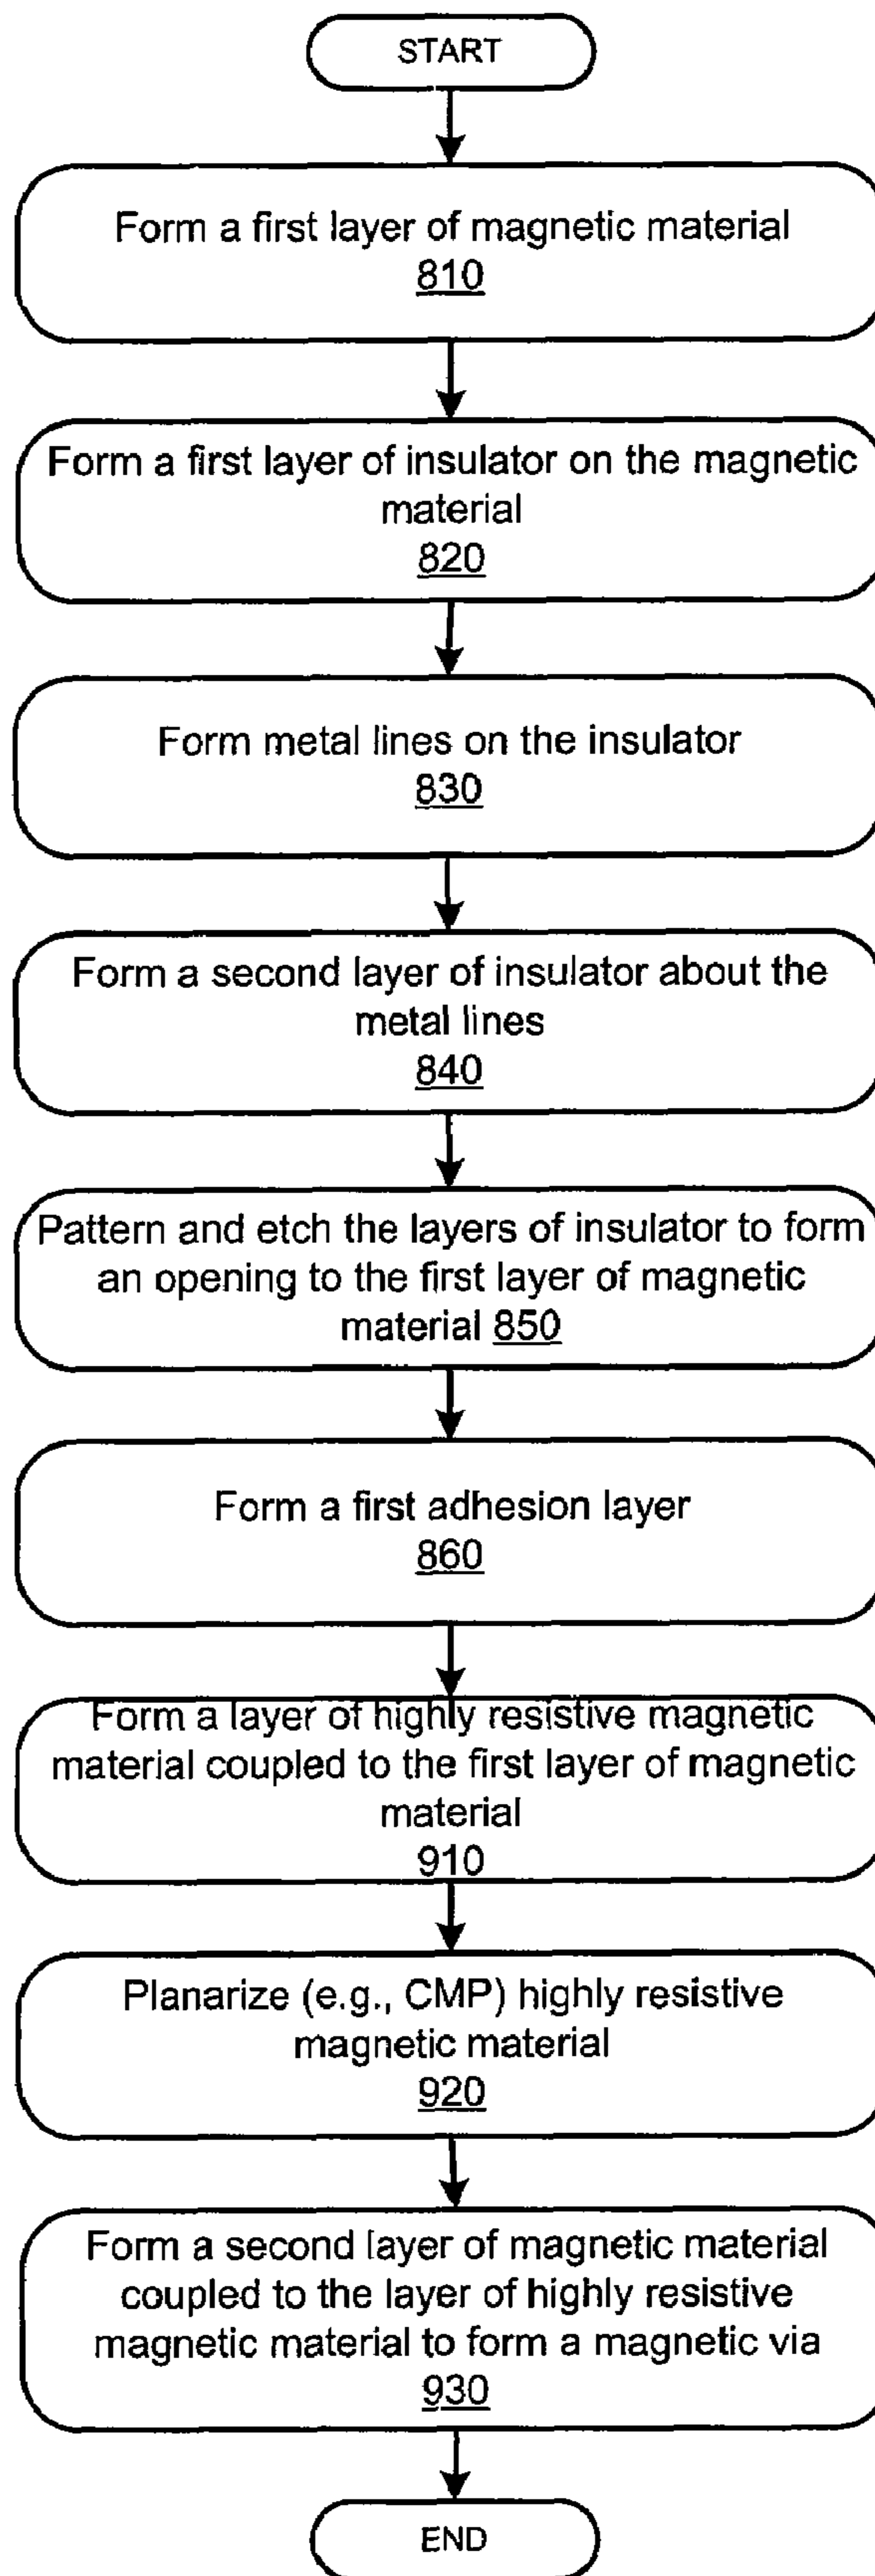 START
Form a first layer of magnetic material
810
Form a first layer of insulator on the magnetic
material
820
Form metal lines on the insulator
830
Form a second layer of insulator about the
metal lines
840
Pattern and etch the layers of insulator to form
an opening to the first layer of magnetic
material 850
Form a first adhesion layer
860
Form a layer of highly resistive magnetic
material coupled to the first layer of magnetic
material
910
Planarize (e.g., CMP) highly resistive
magnetic material
920
Form a second layer of magnetic material
coupled to the layer of highly resistive
magnetic material to form a magnetic via
930
END